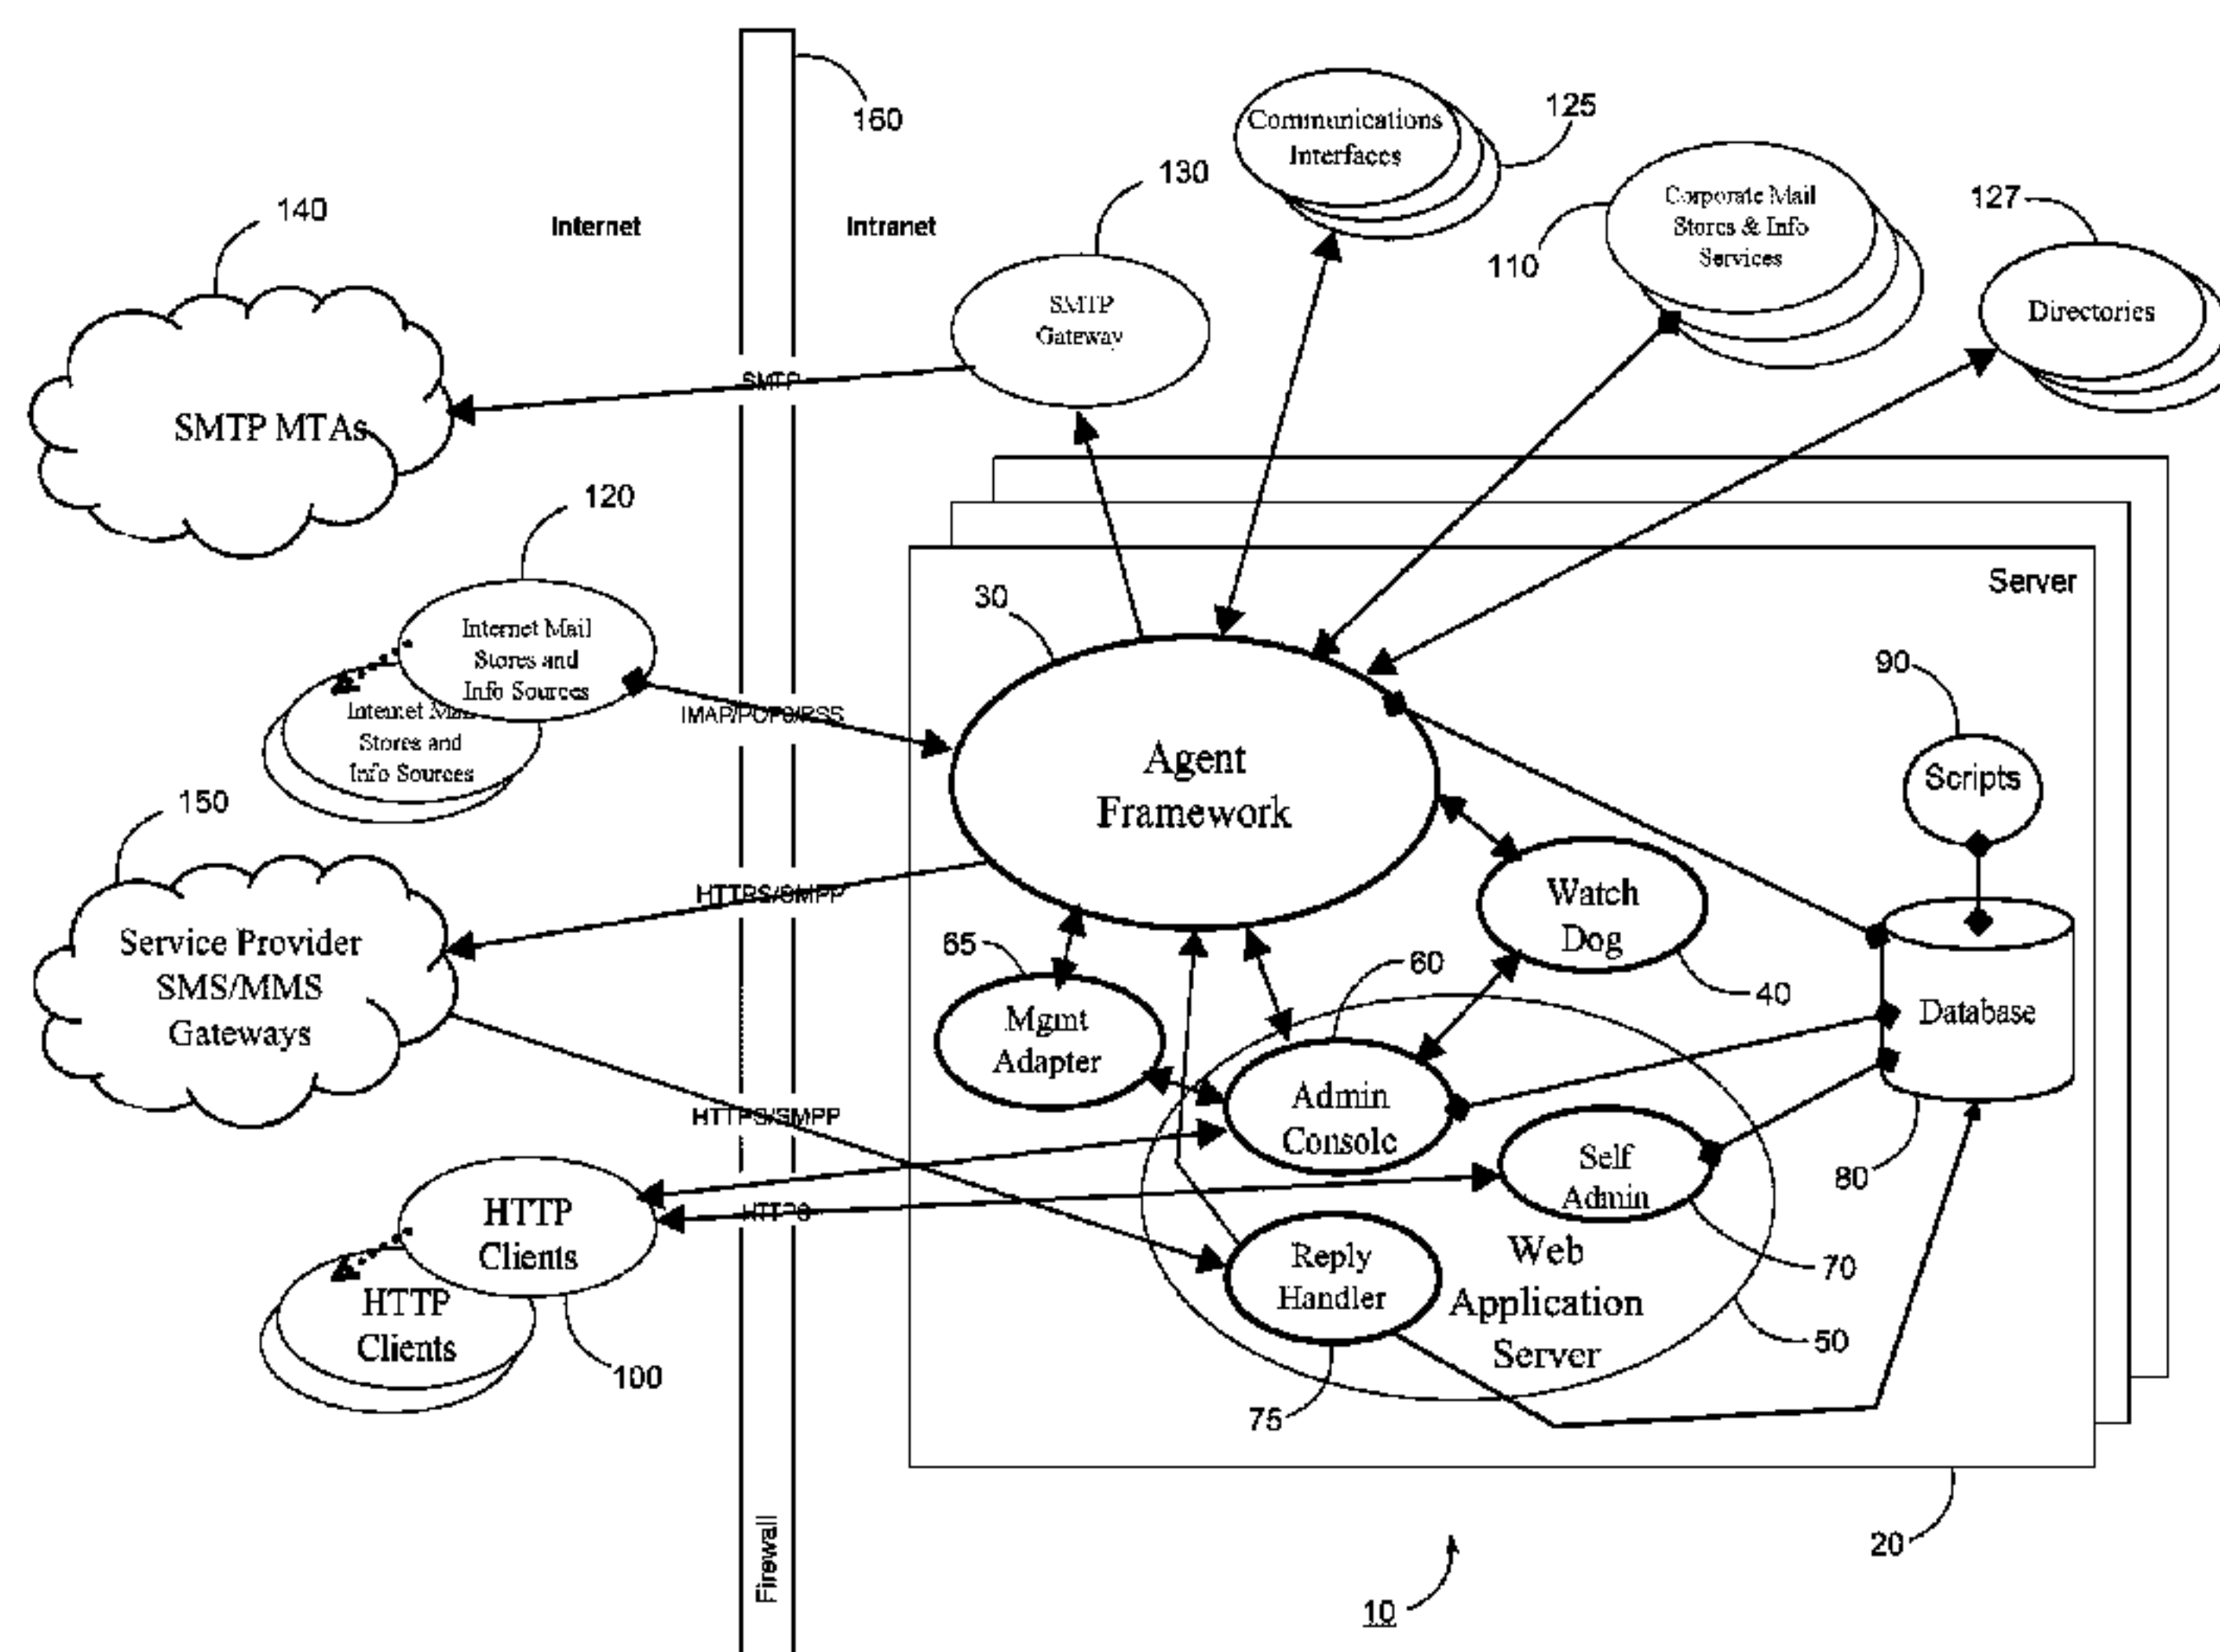 160
125
Communications
Interfaces
130
140
Internet
Intranet
Corporate Mail
Stores & Info
Services
110
127
Directories
SMTP
Gateway
SMTP
SMTP MTAs
120
Internet Mail
Stores and
Info Sources
Internet
Stores and
Info Sources
IMAP/POP3/RSS
Server
30
Agent
Framework
90
Scripts
150
HTTPS/SMPP
Service Provider
SMS/MMS
Gateways
65
Mgmt
Adapter
60
Watch
Dog
40
Database
80
HTTPS/SMPP
Admin
Console
Self
Admin
70
HTTPS
HTTP
Clients
HTTP
Clients
100
Reply
Handler
75
Web
Application
Server
50
20
Firewall
10